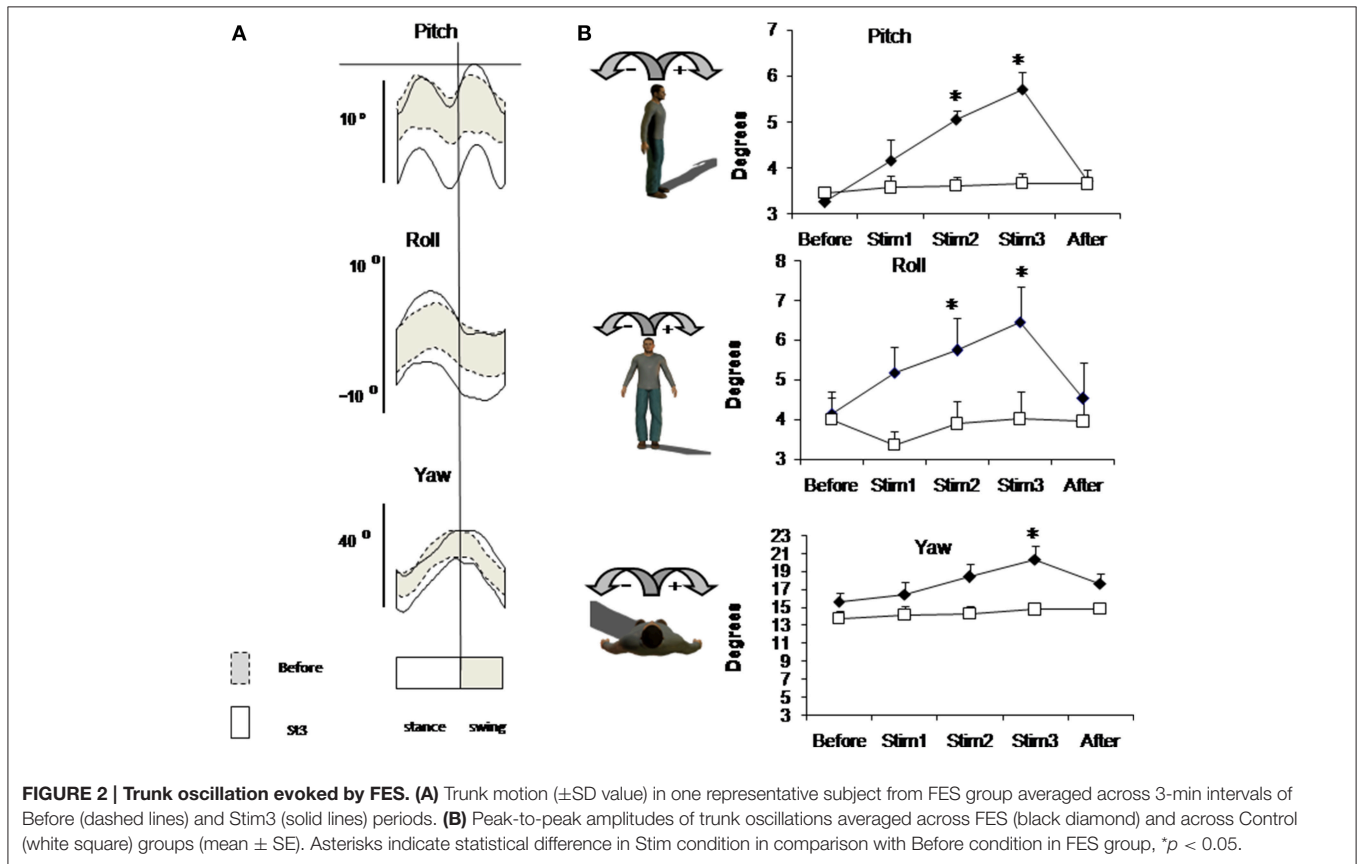 A
Pitch
10 º
Roll
10 º
-10 º
Yaw
40 º
Before
St3
stance swing
B
- +
Pitch
Degrees
7
6
5
4
3
* *
Before Stim1 Stim2 Stim3 After
- +
Roll
Degrees
8
7
6
5
4
3
* *
Before Stim1 Stim2 Stim3 After
- +
Yaw
Degrees
23
21
19
17
15
13
11
9
7
5
3
*
Before Stim1 Stim2 Stim3 After
FIGURE 2 | Trunk oscillation evoked by FES. (A) Trunk motion (±SD value) in one representative subject from FES group averaged across 3-min intervals of
Before (dashed lines) and Stim3 (solid lines) periods. (B) Peak-to-peak amplitudes of trunk oscillations averaged across FES (black diamond) and across Control
(white square) groups (mean ± SE). Asterisks indicate statistical difference in Stim condition in comparison with Before condition in FES group, *p < 0.05.